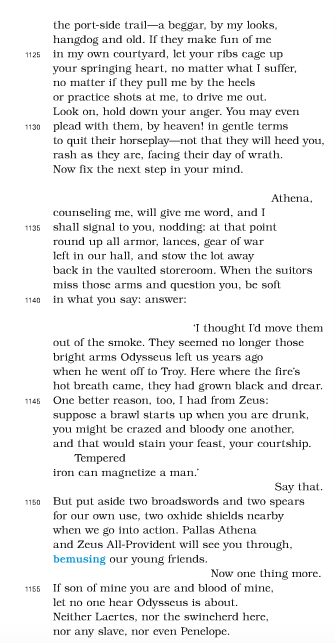 the port-side trail—a beggar, by my looks,
hangdog and old. If they make fun of me
1125 in my own courtyard, let your ribs cage up
your springing heart, no matter what I suffer,
no matter if they pull me by the heels
or practice shots at me, to drive me out.
Look on, hold down your anger. You may even
1130 plead with them, by heaven! in gentle terms
to quit their horseplay—not that they will heed you,
rash as they are, facing their day of wrath.
Now fix the next step in your mind.
Athena,
counseling me, will give me word, and I
1135 shall signal to you, nodding: at that point
round up all armor, lances, gear of war
left in our hall, and stow the lot away
back in the vaulted storeroom. When the suitors
miss those arms and question you, be soft
1140 in what you say: answer:
'I thought I'd move them
out of the smoke. They seemed no longer those
bright arms Odysseus left us years ago
when he went off to Troy. Here where the fire's
hot breath came, they had grown black and drear.
1145 One better reason, too, I had from Zeus:
suppose a brawl starts up when you are drunk,
you might be crazed and bloody one another,
and that would stain your feast, your courtship.
Tempered
iron can magnetize a man.'
Say that.
1150 But put aside two broadswords and two spears
for our own use, two oxhide shields nearby
when we go into action. Pallas Athena
and Zeus All-Provident will see you through,
bemusing our young friends.
Now one thing more.
1155 If son of mine you are and blood of mine,
let no one hear Odysseus is about.
Neither Laertes, nor the swineherd here,
nor any slave, nor even Penelope.